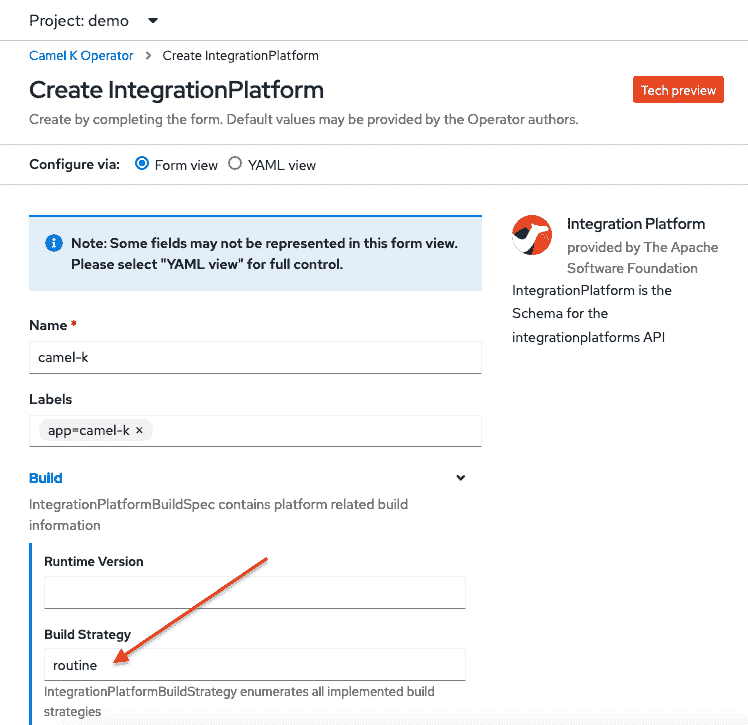 Project: demo
Camel K Operator > Create IntegrationPlatform
Create IntegrationPlatform
Tech preview
Create by completing the form. Default values may be provided by the Operator authors.
Configure via: Form view YAML view
Note: Some fields may not be represented in this form view.
Please select "YAML view" for full control.
Integration Platform
provided by The Apache
Software Foundation
IntegrationPlatform is the
Schema for the
integrationplatforms API
Name *
camel-k
Labels
app=camel-k ×
Build
IntegrationPlatformBuildSpec contains platform related build
information
Runtime Version
Build Strategy
routine
IntegrationPlatformBuildStrategy enumerates all implemented build
strategies